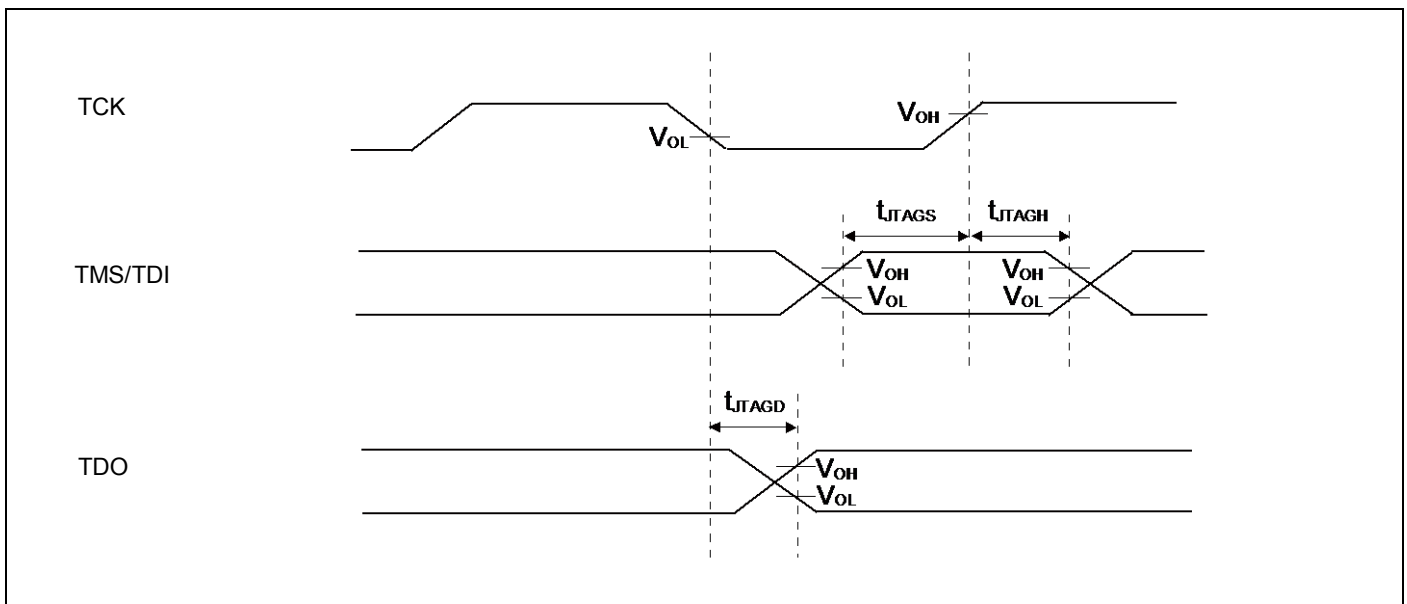 TCK
VOH
VOL
tJTAGS tJTAGH
TMS/TDI
VOH VOH
VOL VOL
tJTAGD
TDO
VOH
VOL